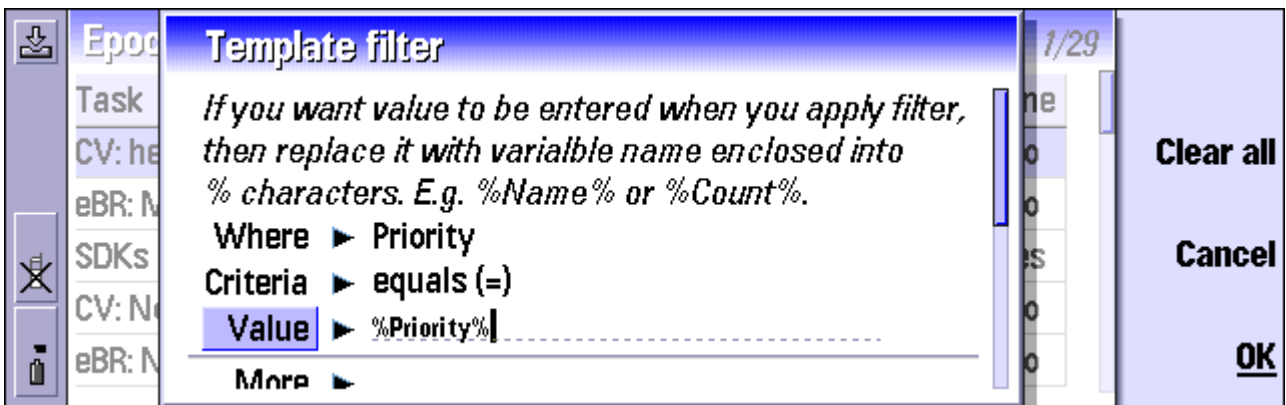 Epoc
1/29
Template filter
Task
ne
If you want value to be entered when you apply filter,
then replace it with varialble name enclosed into
% characters. E.g. %Name% or %Count%.
CV: he
o
Clear all
eBR: N
o
Where ► Priority
SDKs
es
Cancel
Criteria ► equals (=)
CV: Ne
o
Value ► %Priority%
eBR: N
o
OK
More ►